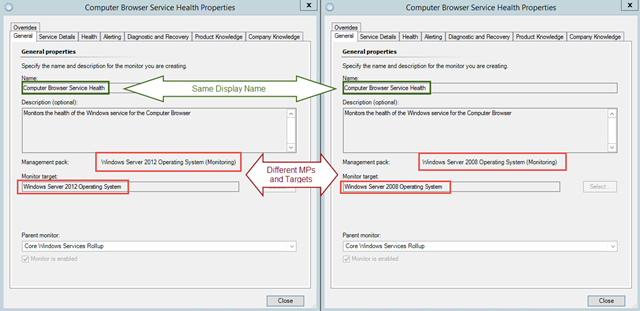 Computer Browser Service Health Properties
Overrides
General Service Details Health Alerting Diagnostic and Recovery Product Knowledge Company Knowledge
General properties
Specify the name and description for the monitor you are creating.
Name:
Computer Browser Service Health
Description (optional):
Monitors the health of the Windows service for the Computer Browser
Management pack: Windows Server 2012 Operating System (Monitoring)
Monitor target:
Windows Server 2012 Operating System
Parent monitor:
Core Windows Services Rollup
Monitor is enabled
Close
Same Display Name
Different MPs
and Targets
Computer Browser Service Health Properties
Overrides
General Service Details Health Alerting Diagnostic and Recovery Product Knowledge Company Knowledge
General properties
Specify the name and description for the monitor you are creating.
Name:
Computer Browser Service Health
Description (optional):
Monitors the health of the Windows service for the Computer Browser
Management pack: Windows Server 2008 Operating System (Monitoring)
Monitor target:
Windows Server 2008 Operating System
Select...
Parent monitor:
Core Windows Services Rollup
Monitor is enabled
Close